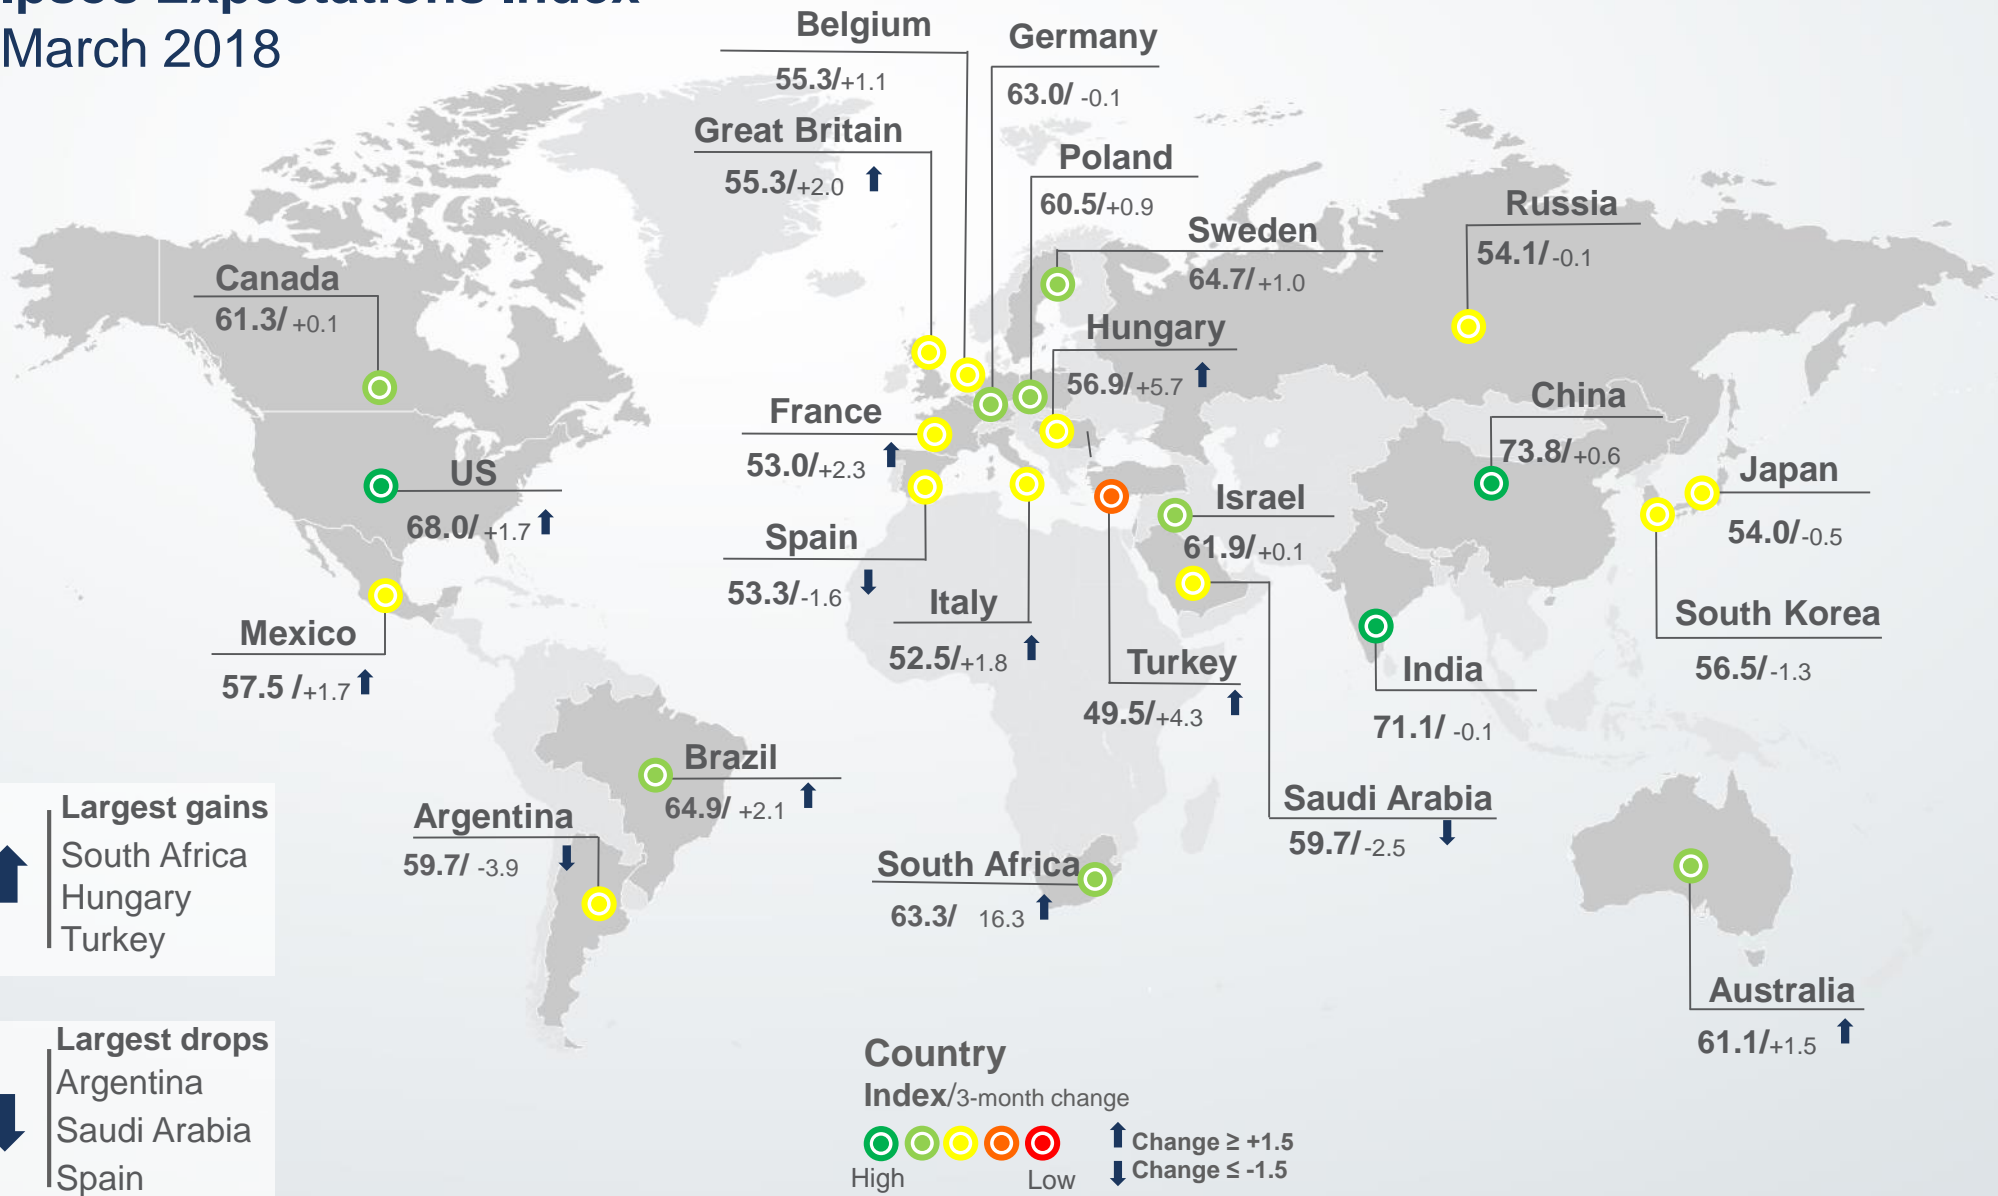 Ipsos Expectations Index
March 2018
Belgium
55.3/+1.1
Germany
63.0/ -0.1
Great Britain
55.3/+2.0
Poland
60.5/+0.9
Sweden
64.7/+1.0
Russia
54.1/-0.1
Canada
61.3/ +0.1
Hungary
56.9/+5.7
China
73.8/+0.6
France
53.0/+2.3
US
68.0/+1.7
Japan
54.0/-0.5
Israel
61.9/+0.1
Spain
53.3/-1.6
Italy
52.5/+1.8
Mexico
57.5 /+1.7
Turkey
49.5/+4.3
India
71.1/ -0.1
South Korea
56.5/-1.3
Brazil
64.9/ +2.1
Argentina
59.7/ -3.9
Saudi Arabia
59.7/-2.5
South Africa
63.3/ 16.3
Australia
61.1/+1.5
Largest gains
South Africa
Hungary
Turkey
Largest drops
Argentina
Saudi Arabia
Spain
Country
Index/3-month change
High
Low
Change ≥ +1.5
Change ≤ -1.5